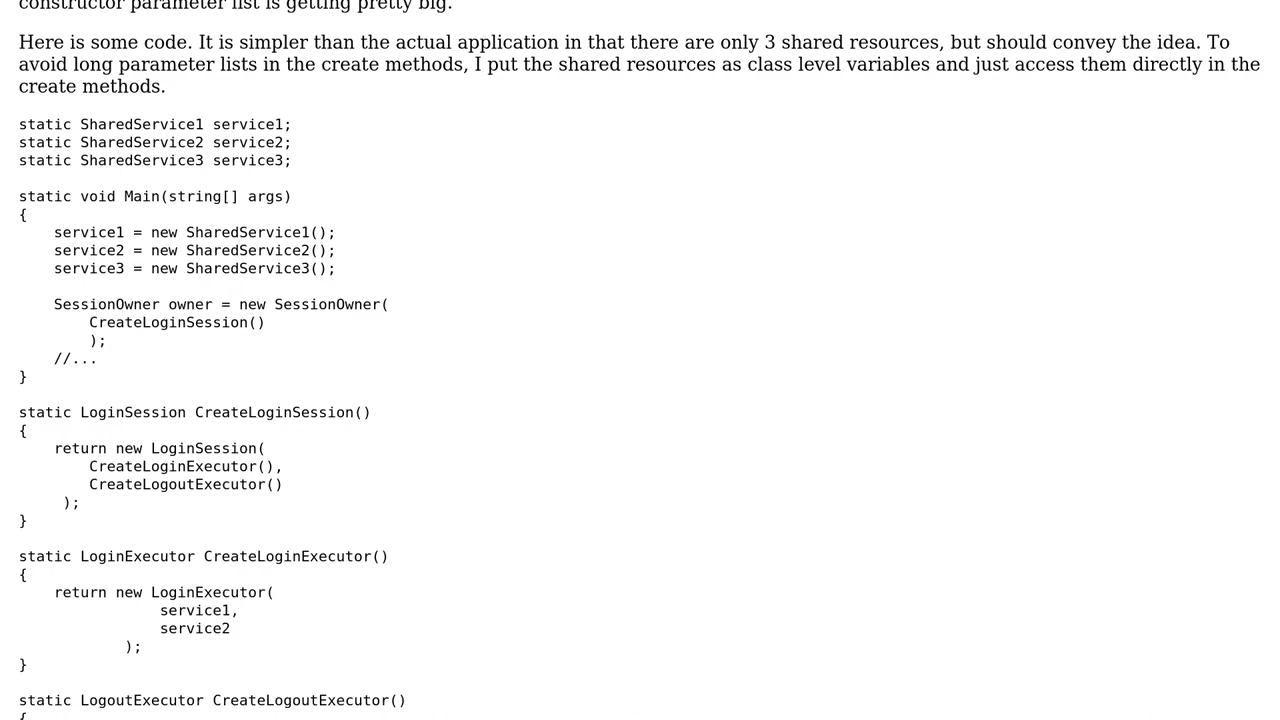 constructor parameter list is getting pretty big.
Here is some code. It is simpler than the actual application in that there are only 3 shared resources, but should convey the idea. To
avoid long parameter lists in the create methods, I put the shared resources as class level variables and just access them directly in the
create methods.
static SharedService1 service1;
static SharedService2 service2;
static SharedService3 service3;
static void Main(string[] args)
{
    service1 = new SharedService1();
    service2 = new SharedService2();
    service3 = new SharedService3();
    SessionOwner owner = new SessionOwner(
        CreateLoginSession()
        );
    //...
}
static LoginSession CreateLoginSession()
{
    return new LoginSession(
        CreateLoginExecutor(),
        CreateLogoutExecutor()
     );
}
static LoginExecutor CreateLoginExecutor()
{
    return new LoginExecutor(
                service1,
                service2
            );
}
static LogoutExecutor CreateLogoutExecutor()
{